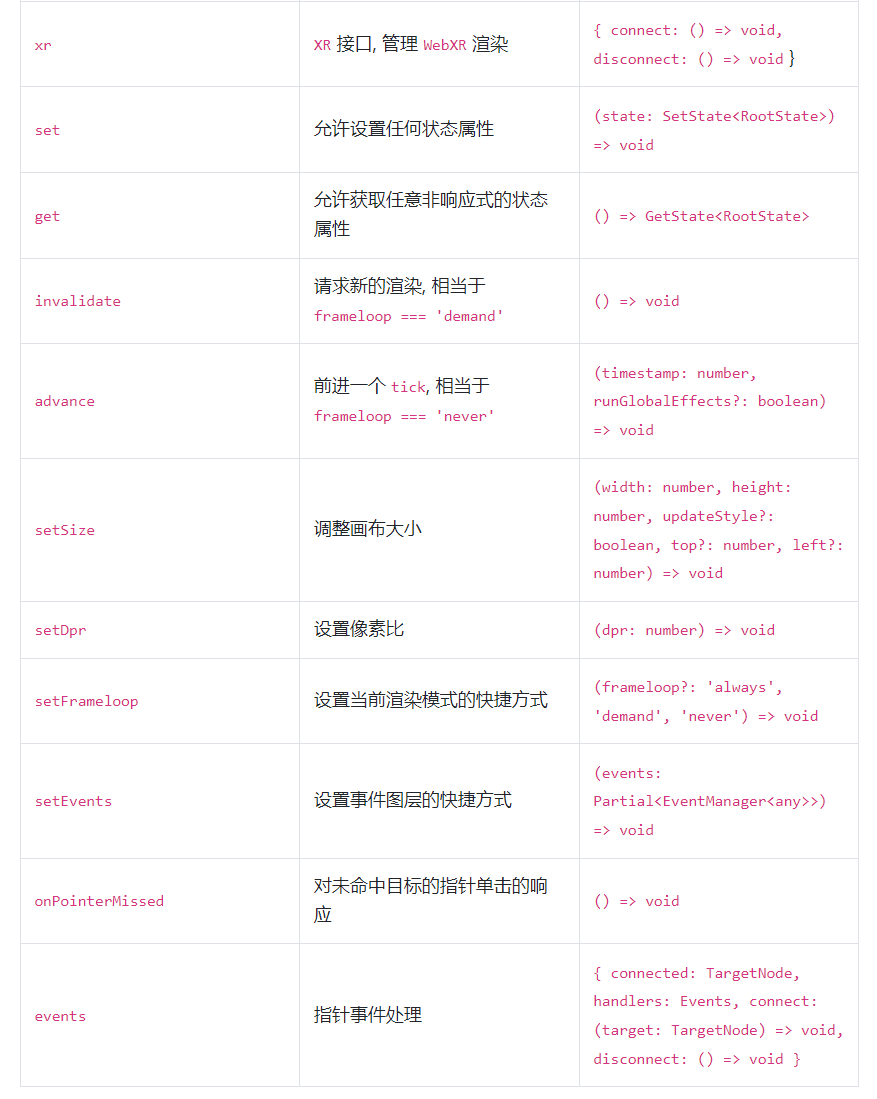 xr
XR 接口, 管理 WebXR 渲染
{ connect: () => void,
disconnect: () => void }
set
允许设置任何状态属性
(state: SetState<RootState>)
=> void
get
允许获取任意非响应式的状态
属性
() => GetState<RootState>
invalidate
请求新的渲染, 相当于
frameloop === 'demand'
() => void
advance
前进一个 tick, 相当于
frameloop === 'never'
(timestamp: number,
runGlobalEffects?: boolean)
=> void
setSize
调整画布大小
(width: number, height:
number, updateStyle?:
boolean, top?: number, left?:
number) => void
setDpr
设置像素比
(dpr: number) => void
setFrameloop
设置当前渲染模式的快捷方式
(frameloop?: 'always',
'demand', 'never') => void
setEvents
设置事件图层的快捷方式
(events:
Partial<EventManager<any>>)
=> void
onPointerMissed
对未命中目标的指针单击的响
应
() => void
events
指针事件处理
{ connected: TargetNode,
handlers: Events, connect:
(target: TargetNode) => void,
disconnect: () => void }